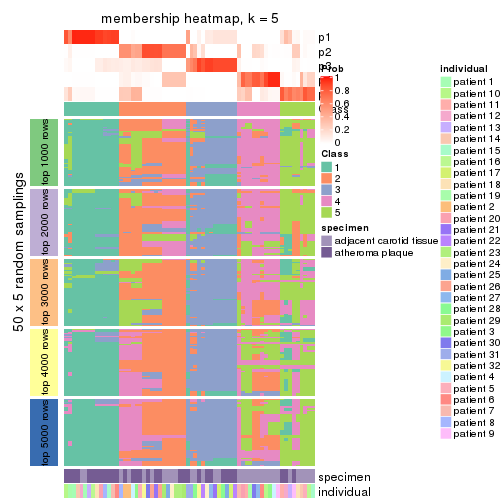 membership heatmap, k = 5
p1
p2
p3
Prob
1
0.8
0.6
0.4
0.2
0
Class
1
2
3
4
5
specimen
adjacent carotid tissue
atheroma plaque
individual
patient 1
patient 10
patient 11
patient 12
patient 13
patient 14
patient 15
patient 16
patient 17
patient 18
patient 19
patient 2
patient 20
patient 21
patient 22
patient 23
patient 24
patient 25
patient 26
patient 27
patient 28
patient 29
patient 3
patient 30
patient 31
patient 32
patient 4
patient 5
patient 6
patient 7
patient 8
patient 9
50 x 5 random samplings
top 1000 rows
top 2000 rows
top 3000 rows
top 4000 rows
top 5000 rows
specimen
individual